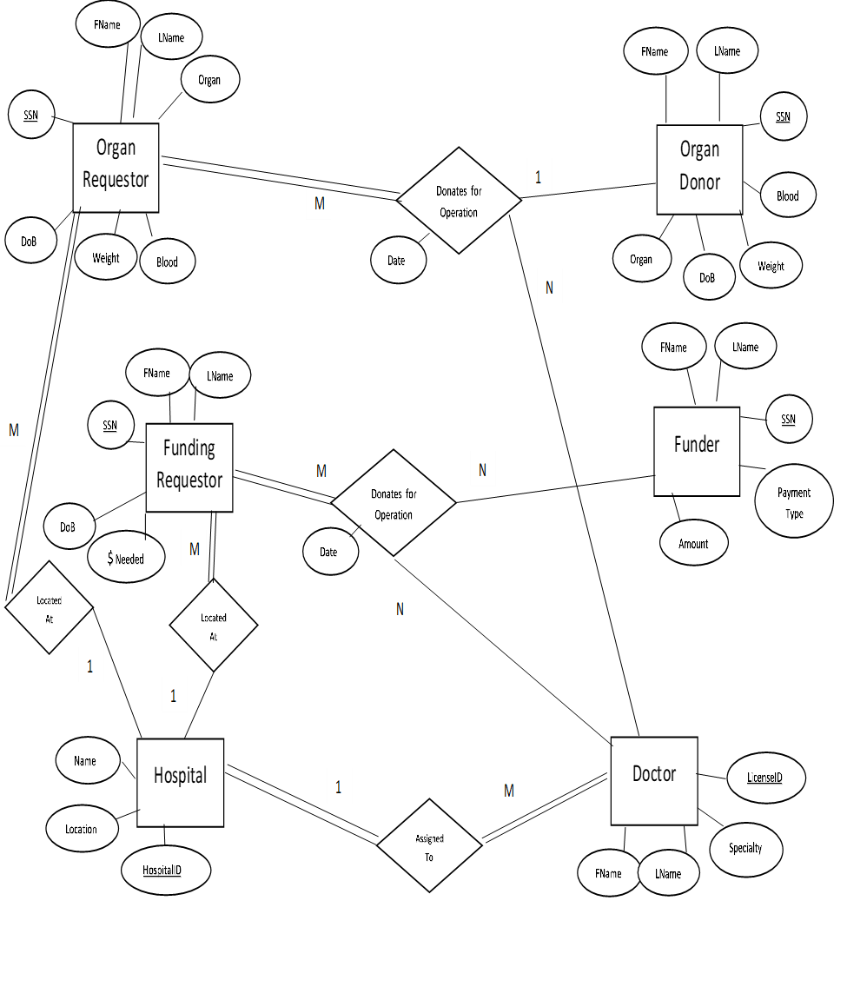 FName
LName
Organ
SSN
Organ
Requestor
DoB
Weight
Blood
M
Donates for
Operation
Date
1
N
FName
LName
SSN
Organ
Donor
Blood
Organ
DoB
Weight
M
FName
LName
SSN
Funding
Requestor
DoB
$ Needed
M
M
Donates for
Operation
Date
N
N
FName
LName
SSN
Funder
Payment
Type
Amount
Located
At
1
Located
At
1
Name
Hospital
Location
HospitalID
1
Assigned
To
M
Doctor
LicenseID
Specialty
FName
LName